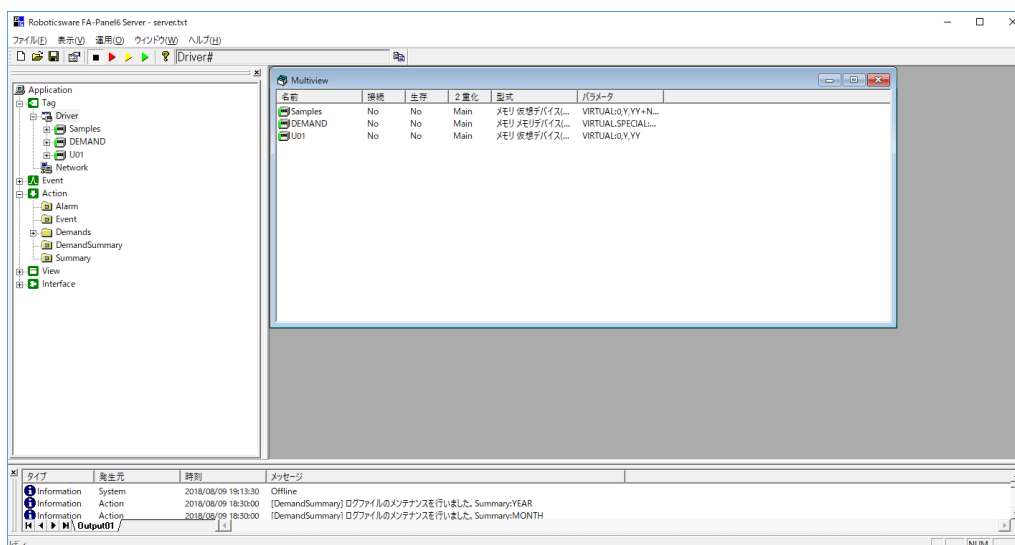 Roboticsware FA-Panel6 Server - server.txt
ファイル(F) 表示(V) 運用(O) ウィンドウ(W) ヘルプ(H)
Driver#
Application
Tag
Driver
Samples
DEMAND
U01
Network
Event
Action
Alarm
Event
Demands
DemandSummary
Summary
View
Interface
Multiview
名前 接続 生存 2重化 型式 パラメータ
Samples No No Main メモリ 仮想デバイス(... VIRTUAL:0,Y,YY+N...
DEMAND No No Main メモリ メモリデバイス(... VIRTUAL.SPECIAL:...
U01 No No Main メモリ 仮想デバイス(... VIRTUAL:0,Y,YY
タイプ 発生元 時刻 メッセージ
Information System 2018/08/09 19:13:30 Offline
Information Action 2018/08/09 18:30:00 [DemandSummary] ログファイルのメンテナンスを行いました。Summary:YEAR
Information Action 2018/08/09 18:30:00 [DemandSummary] ログファイルのメンテナンスを行いました。Summary:MONTH
Output01
レディ NUM